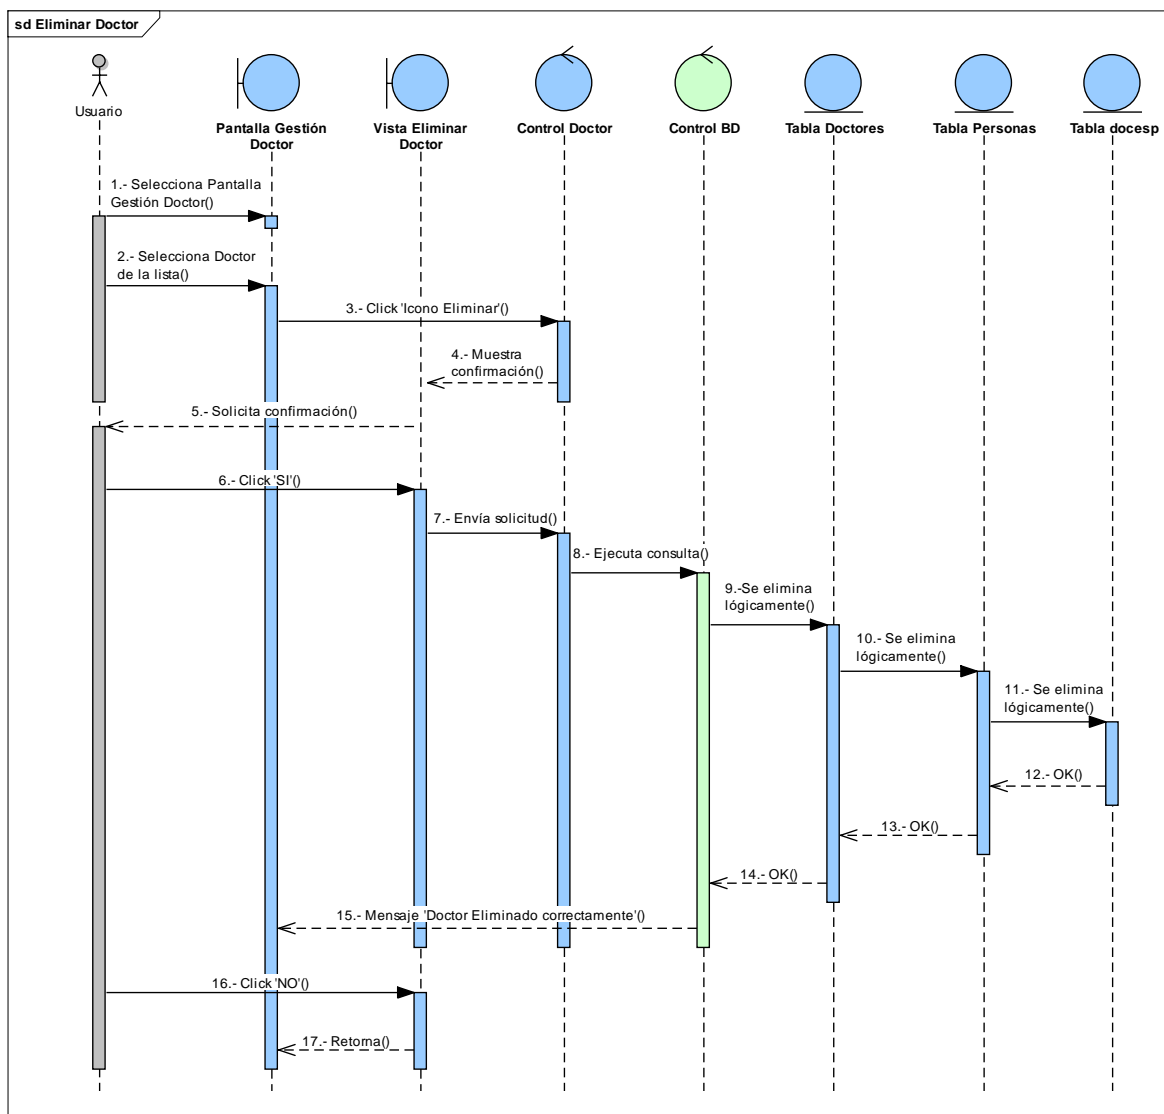 sd Eliminar Doctor
Usuario
Pantalla Gestión
Doctor
Vista Eliminar
Doctor
Control Doctor
Control BD
Tabla Doctores
Tabla Personas
Tabla docesp
1.- Selecciona Pantalla
Gestión Doctor()
2.- Selecciona Doctor
de la lista()
3.- Click 'Icono Eliminar'()
4.- Muestra
confirmación()
5.- Solicita confirmación()
6.- Click 'SI'()
7.- Envía solicitud()
8.- Ejecuta consulta()
9.-Se elimina
lógicamente()
10.- Se elimina
lógicamente()
11.- Se elimina
lógicamente()
12.- OK()
13.- OK()
14.- OK()
15.- Mensaje 'Doctor Eliminado correctamente'()
16.- Click 'NO'()
17.- Retorna()